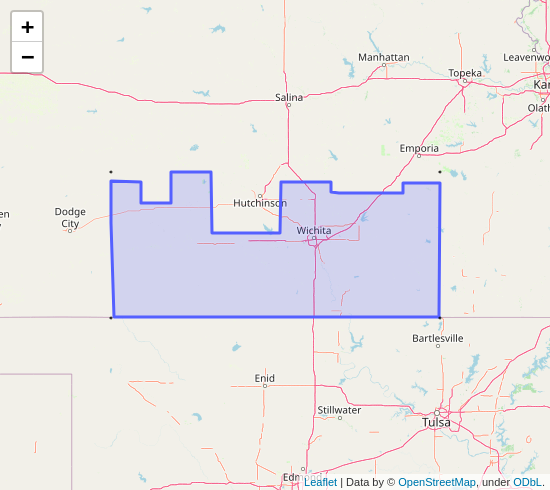 +
−
Manhattan
Leavenwo
Topeka
Kan
Salina
Olath
Emporia
Hutchinson
Dodge
City
en
Wichita
Bartlesville
Enid
Stillwater
Tulsa
Edmond
Leaflet | Data by © OpenStreetMap, under ODbL.